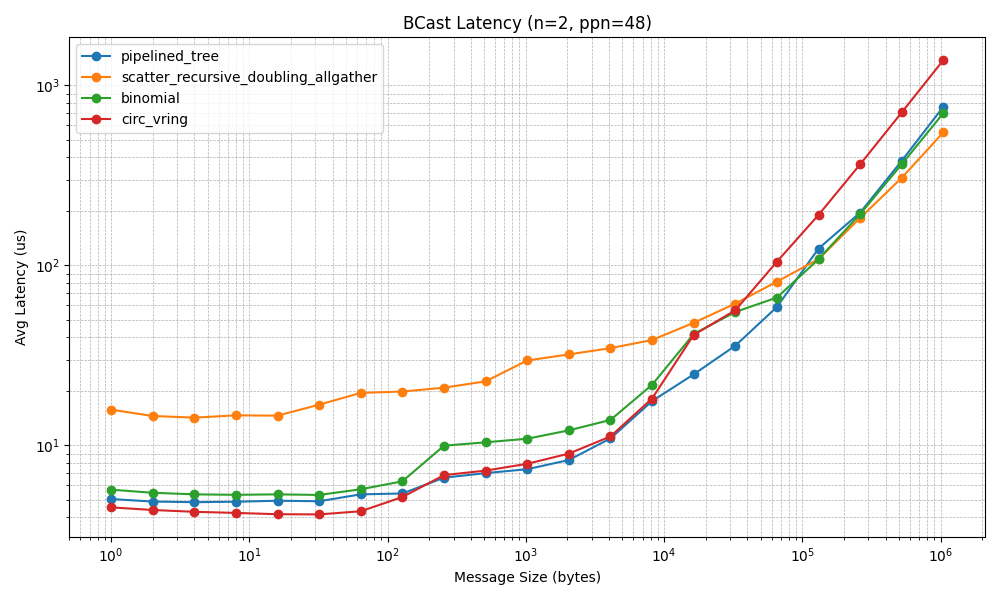 BCast Latency (n=2, ppn=48)
pipelined_tree
scatter_recursive_doubling_allgather
binomial
circ_vring
Avg Latency (us)
10³
10²
10¹
10⁰ 10¹ 10² 10³ 10⁴ 10⁵ 10⁶
Message Size (bytes)